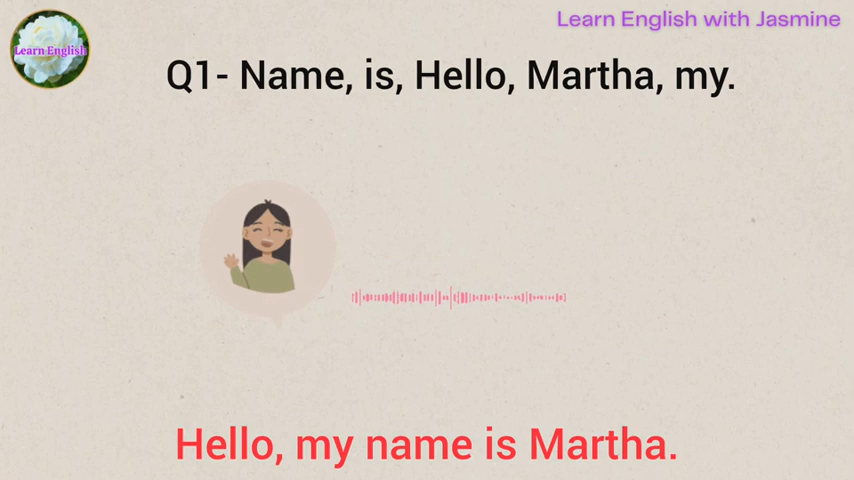 Learn English with Jasmine
Learn English
Q1- Name, is, Hello, Martha, my.
Hello, my name is Martha.